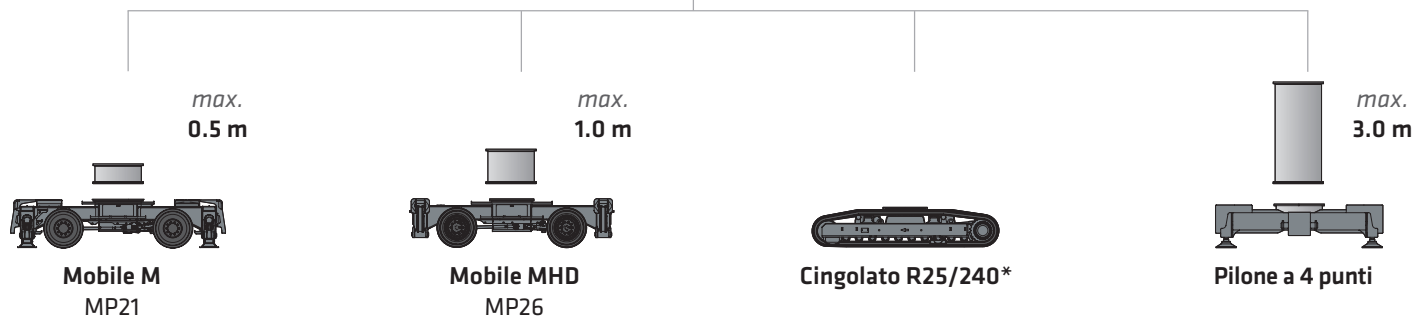 max.
0.5 m
max.
1.0 m
max.
3.0 m
Mobile M
MP21
Mobile MHD
MP26
Cingolato R25/240*
Pilone a 4 punti